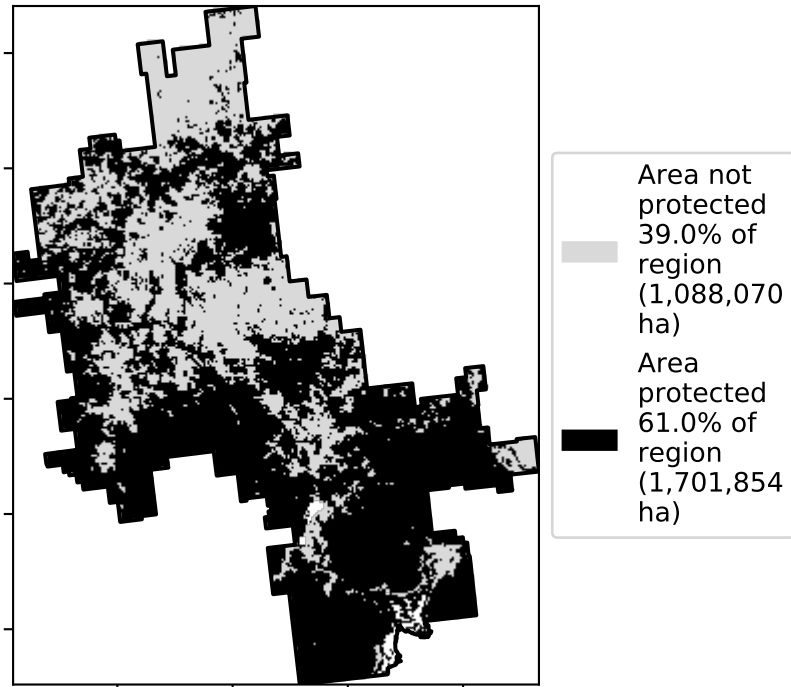 Area not
protected
39.0% of
region
(1,088,070
ha)
Area
protected
61.0% of
region
(1,701,854
ha)